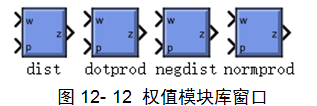 w p z w p z w p z w p z
dist dotprod negdist normprod
图 12- 12 权值模块库窗口